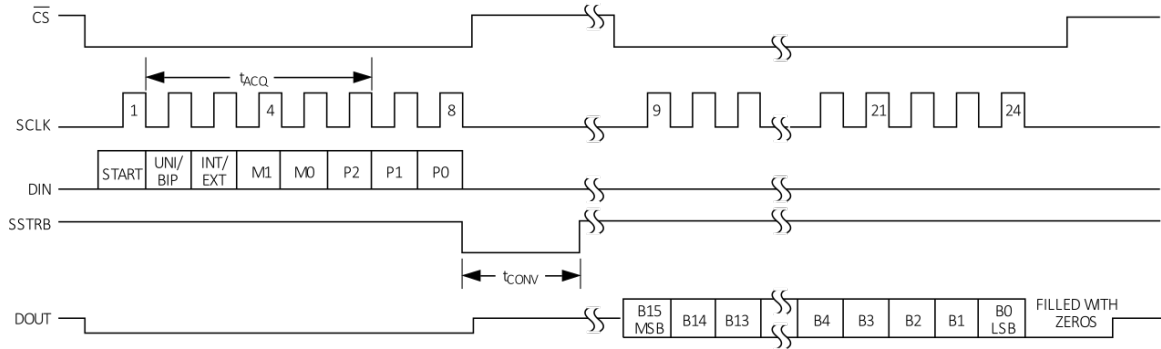 CS
tACQ
1 4 8 9 21 24
SCLK
START UNI/ BIP INT/ EXT M1 M0 P2 P1 P0
DIN
SSTRB
tCONV
DOUT B15 MSB B14 B13 B4 B3 B2 B1 B0 LSB FILLED WITH ZEROS